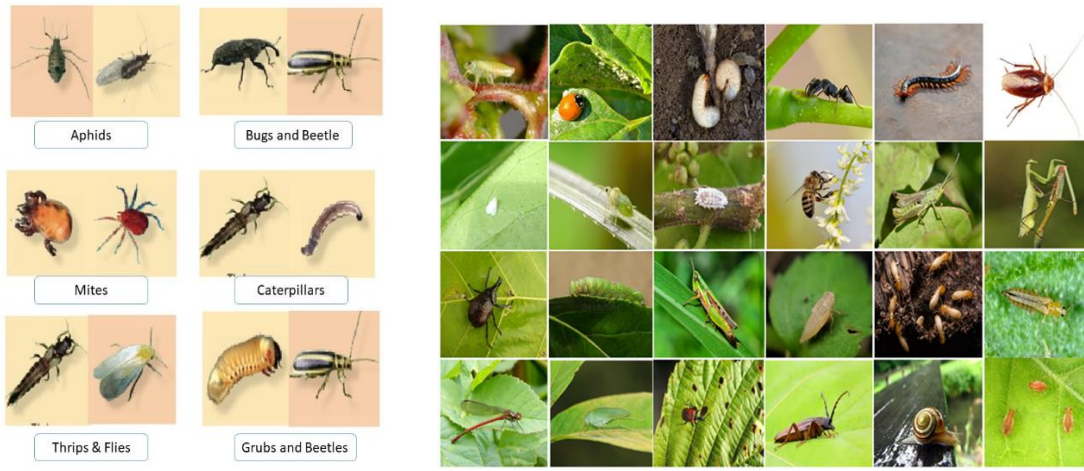 Aphids
Bugs and Beetle
Mites
Caterpillars
Thrips & Flies
Grubs and Beetles